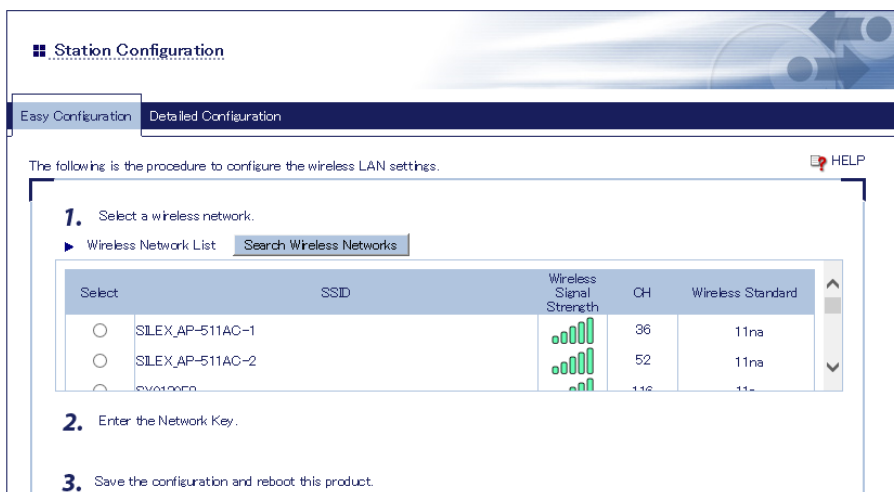 Station Configuration
Easy Configuration Detailed Configuration
The following is the procedure to configure the wireless LAN settings.
HELP
1. Select a wireless network.
Wireless Network List Search Wireless Networks
Select SSID Wireless Signal Strength CH Wireless Standard
SILEX_AP-511AC-1 36 11na
SILEX_AP-511AC-2 52 11na
2. Enter the Network Key.
3. Save the configuration and reboot this product.